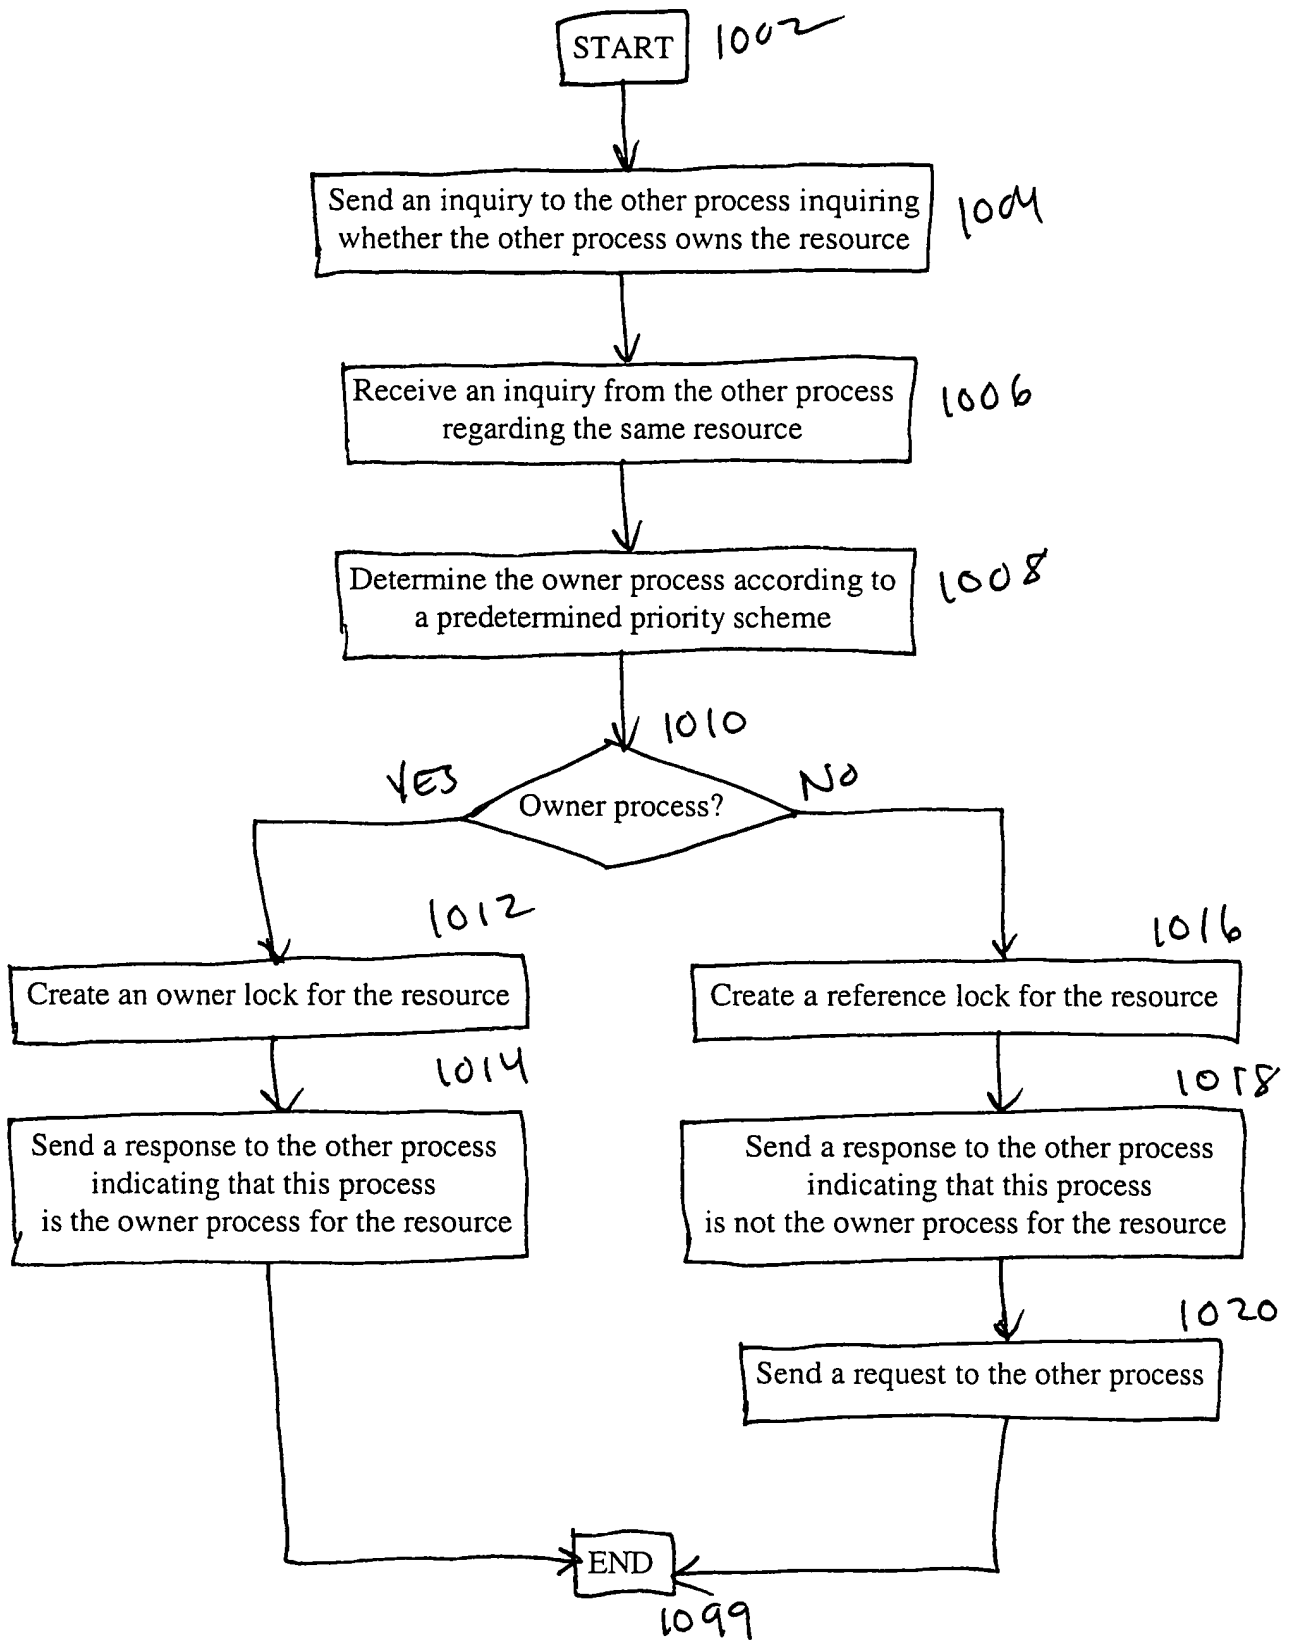 START 1002
Send an inquiry to the other process inquiring
whether the other process owns the resource
1004
Receive an inquiry from the other process
regarding the same resource
1006
Determine the owner process according to
a predetermined priority scheme
1008
1010
YES
Owner process?
NO
1012
Create an owner lock for the resource
1014
Send a response to the other process
indicating that this process
is the owner process for the resource
1016
Create a reference lock for the resource
1018
Send a response to the other process
indicating that this process
is not the owner process for the resource
1020
Send a request to the other process
END
1099